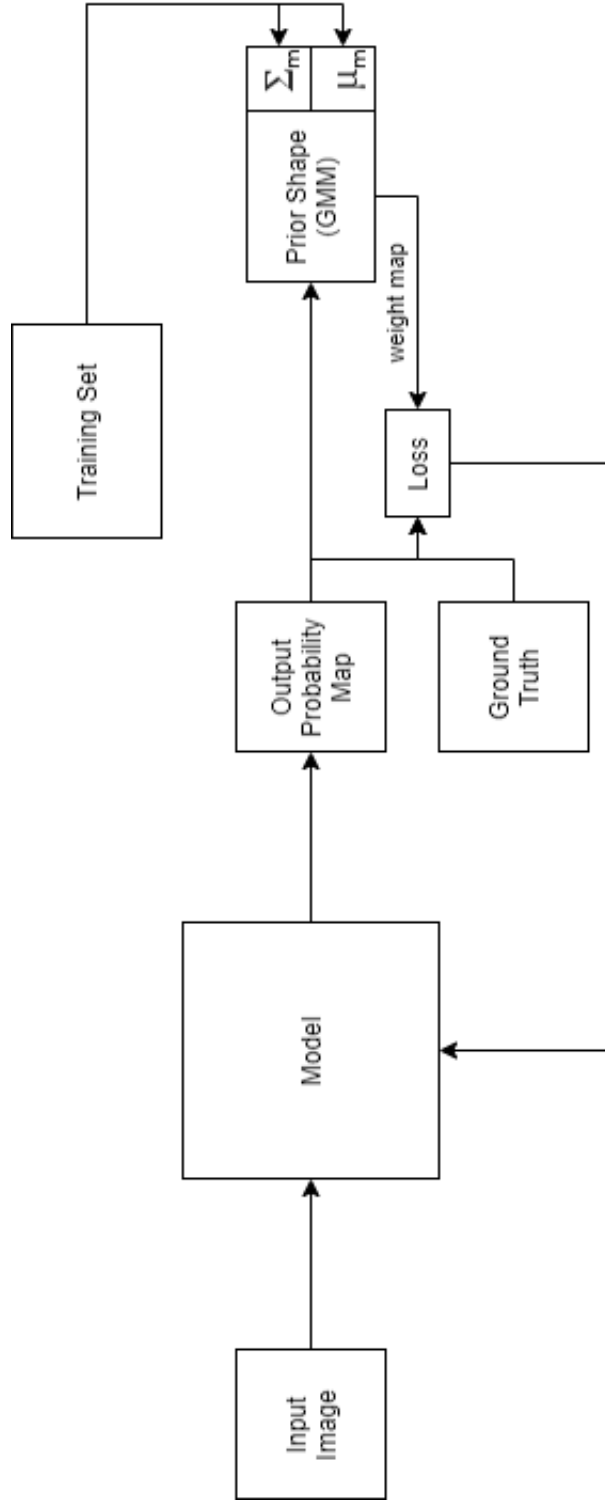 Training Set
Input
Image
Model
Output
Probability
Map
Prior Shape
(GMM)
Σm
μm
weight map
Loss
Ground
Truth